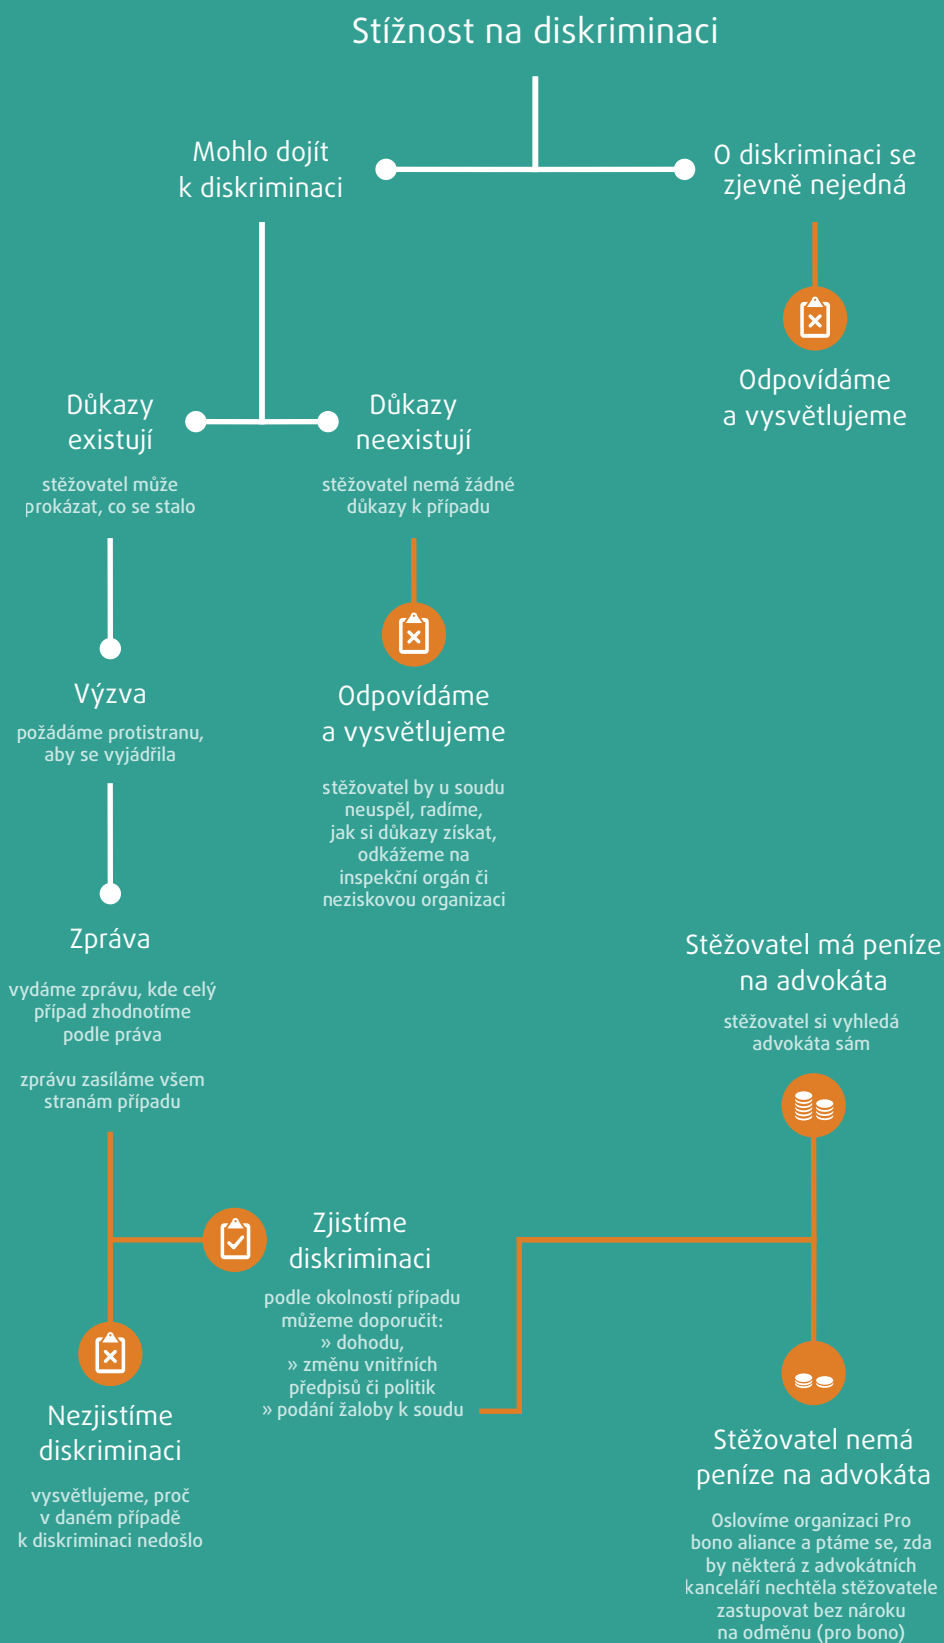 Stížnost na diskriminaci
Mohlo dojít
k diskriminaci
O diskriminaci se
zjevně nejedná
Odpovídáme
a vysvětlujeme
Důkazy
existují
stěžovatel může
prokázat, co se stalo
Důkazy
neexistují
stěžovatel nemá žádné
důkazy k případu
Výzva
požádáme protistranu,
aby se vyjádřila
Odpovídáme
a vysvětlujeme
stěžovatel by u soudu
neuspěl, radíme,
jak si důkazy získat,
odkážeme na
inspekční orgán či
neziskovou organizaci
Zpráva
vydáme zprávu, kde celý
případ zhodnotíme
podle práva
zprávu zasíláme všem
stranám případu
Zjistíme
diskriminaci
podle okolností případu
můžeme doporučit:
» dohodu,
» změnu vnitřních
předpisů či politik
» podání žaloby k soudu
Nezjistíme
diskriminaci
vysvětlujeme, proč
v daném případě
k diskriminaci nedošlo
Stěžovatel má peníze
na advokáta
stěžovatel si vyhledá
advokáta sám
Stěžovatel nemá
peníze na advokáta
Oslovíme organizaci Pro
bono aliance a ptáme se, zda
by některá z advokátních
kanceláří nechtěla stěžovatele
zastupovat bez nároku
na odměnu (pro bono)